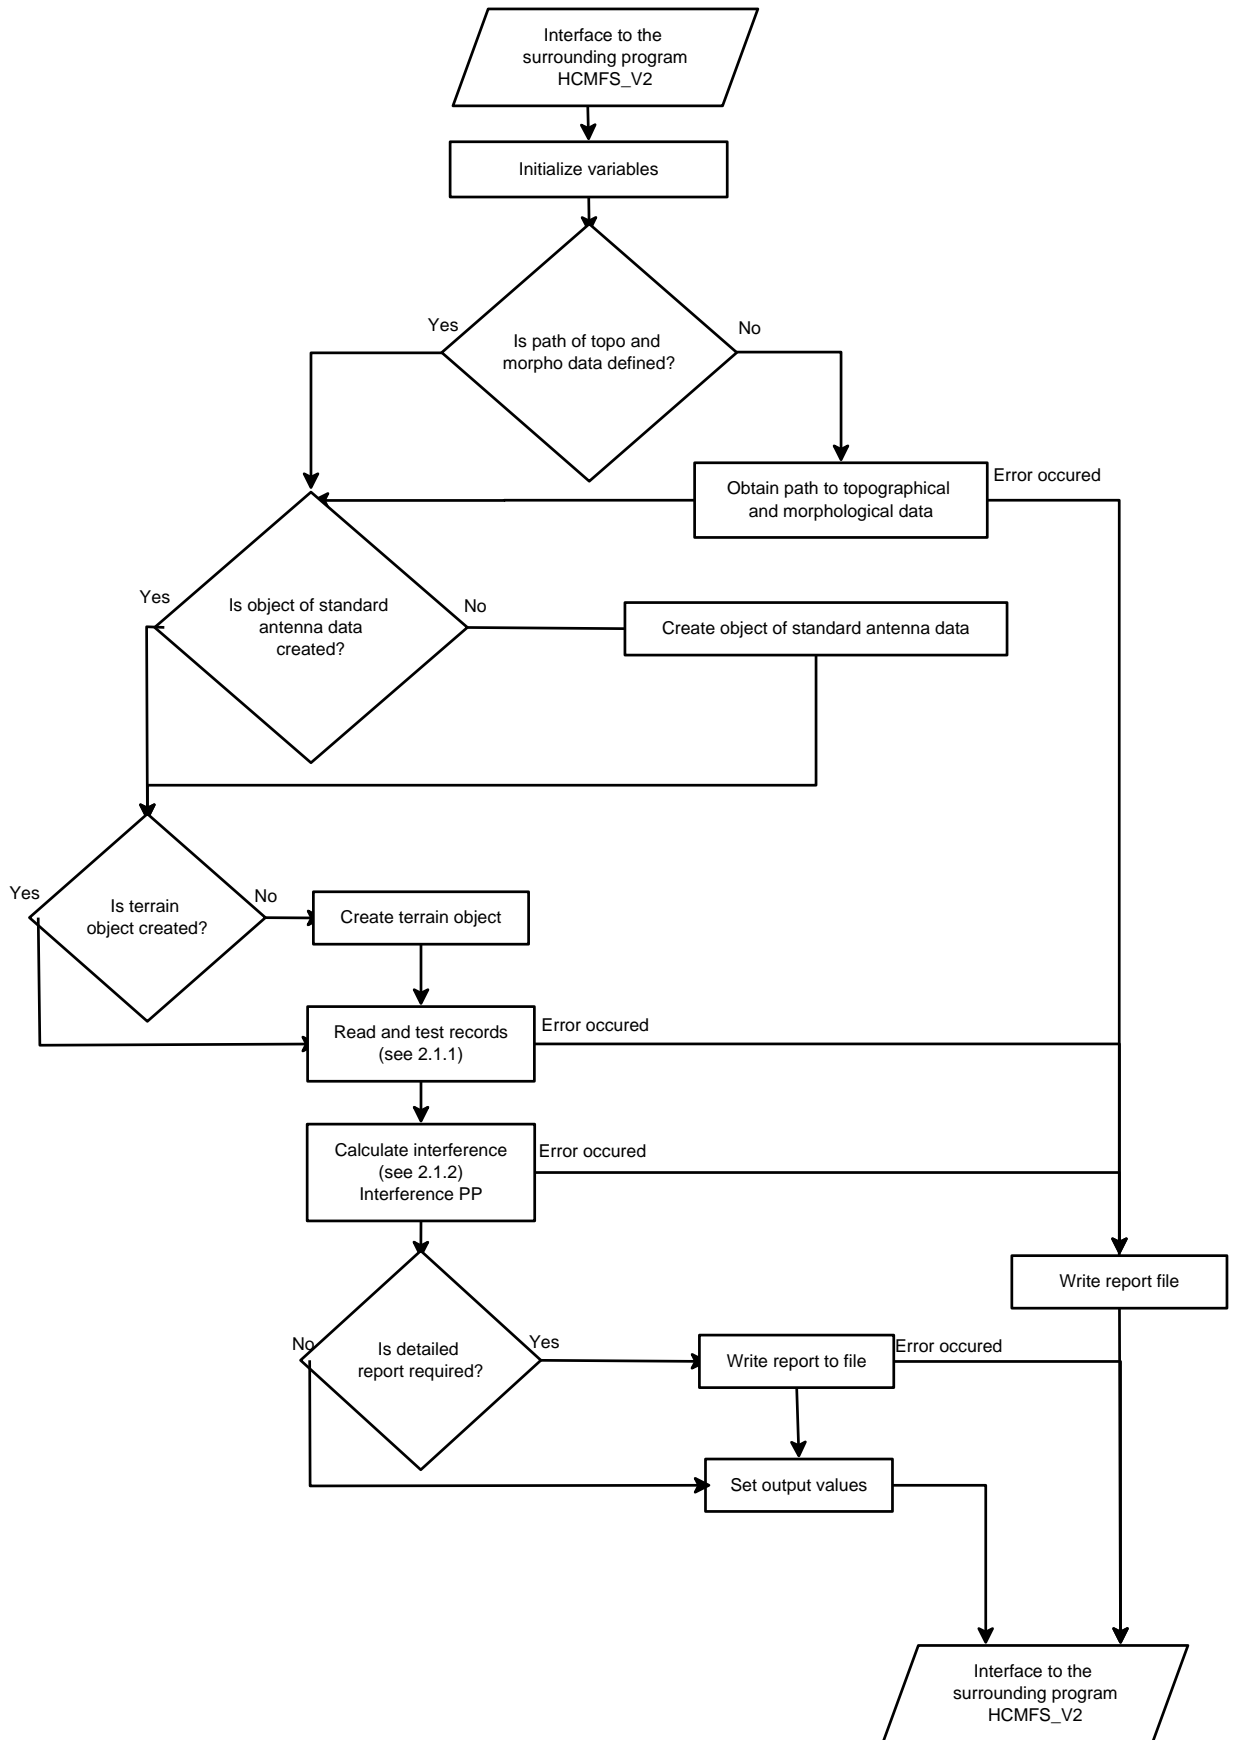 Interface to the
surrounding program
HCMFS_V2
Initialize variables
Yes
No
Is path of topo and
morpho data defined?
Error occured
Obtain path to topographical
and morphological data
Yes
No
Is object of standard
antenna data
created?
Create object of standard antenna data
Yes
No
Is terrain
object created?
Create terrain object
Read and test records
(see 2.1.1)
Error occured
Calculate interference
(see 2.1.2)
Interference PP
Error occured
Write report file
No
Yes
Is detailed
report required?
Write report to file
Error occured
Set output values
Interface to the
surrounding program
HCMFS_V2